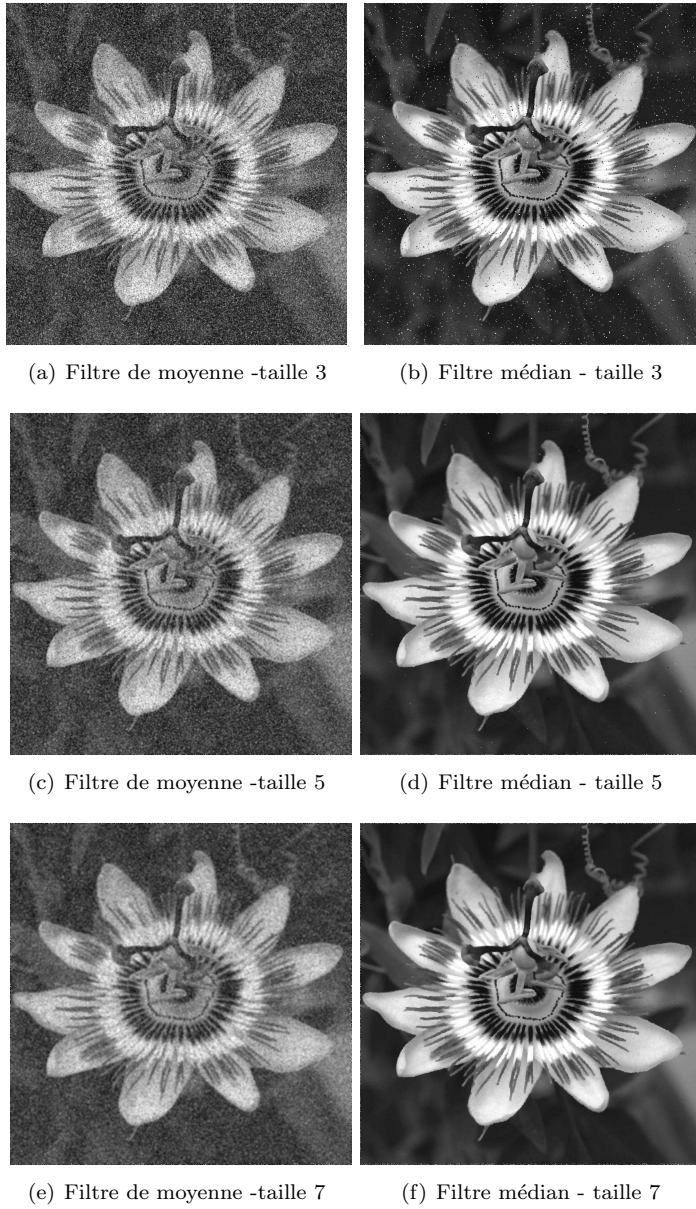 (a) Filtre de moyenne -taille 3
(b) Filtre médian - taille 3
(c) Filtre de moyenne -taille 5
(d) Filtre médian - taille 5
(e) Filtre de moyenne -taille 7
(f) Filtre médian - taille 7